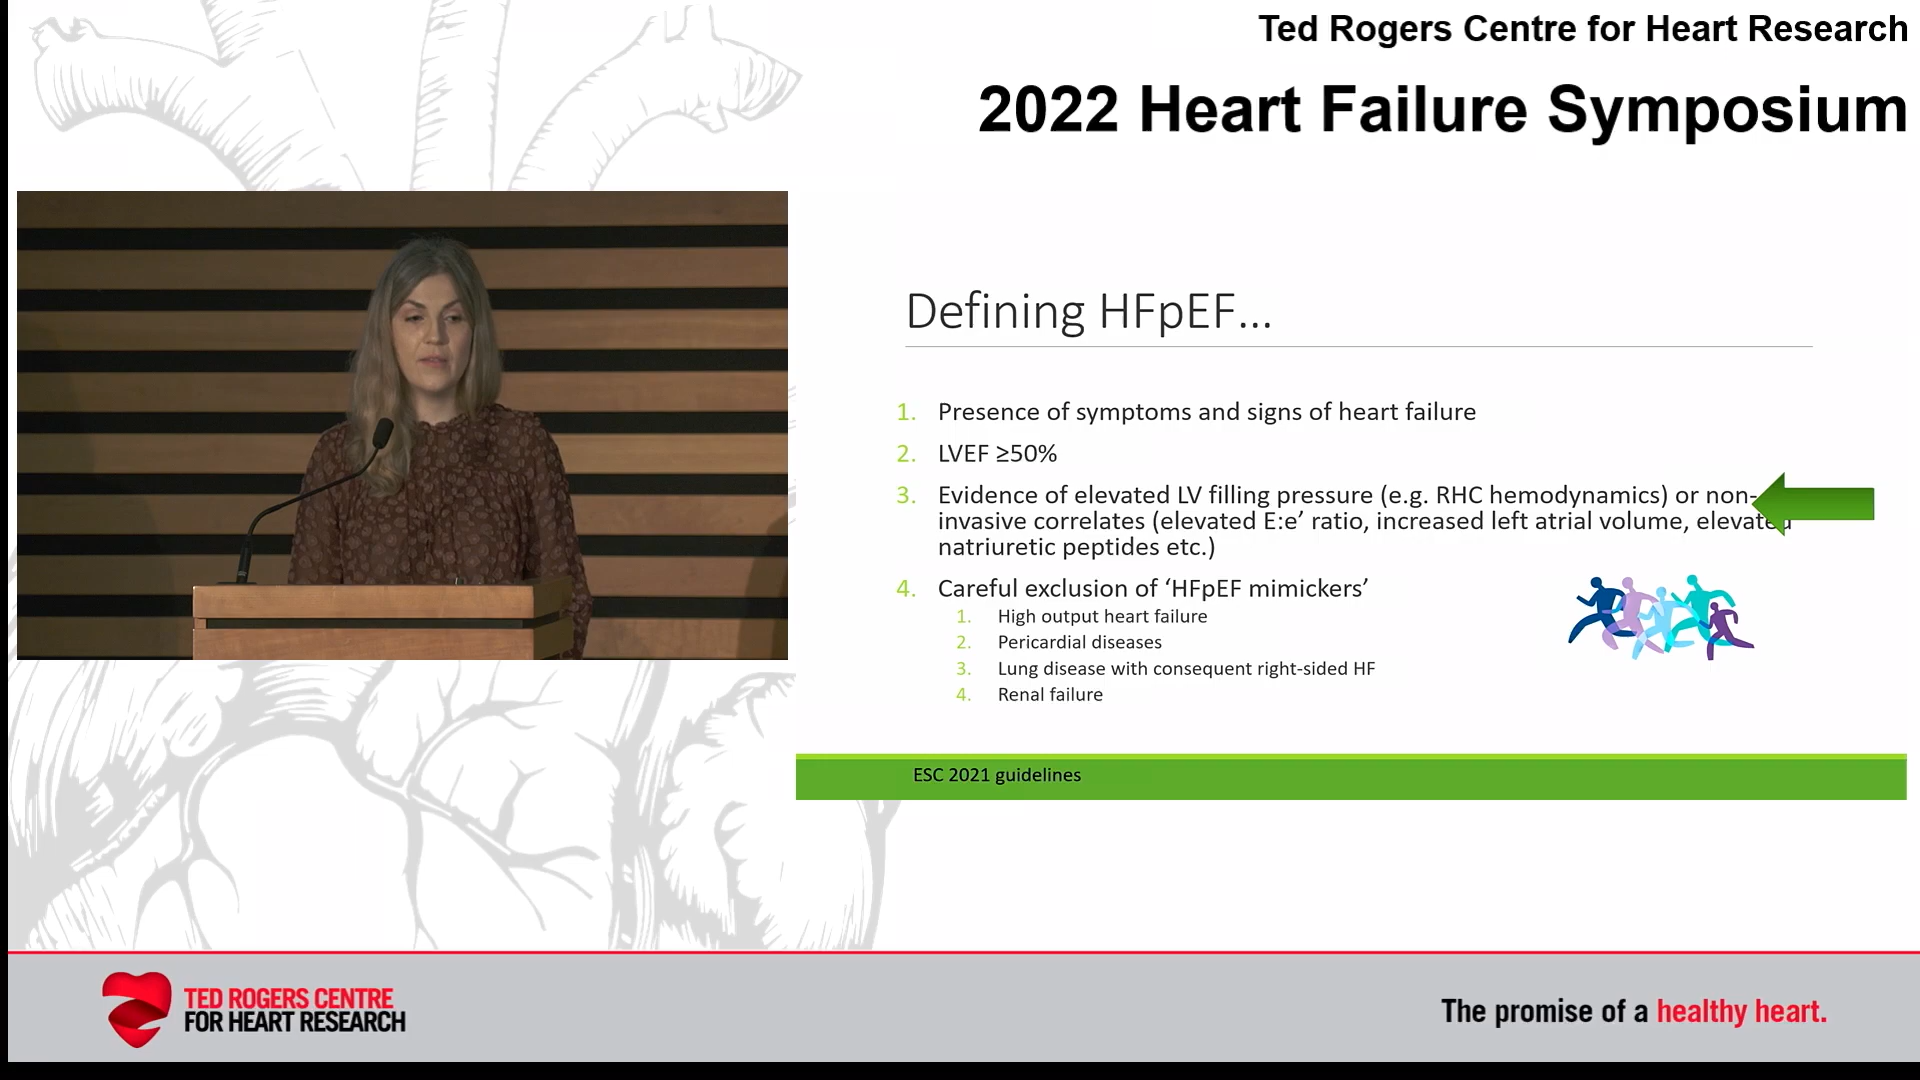 Ted Rogers Centre for Heart Research
2022 Heart Failure Symposium
Defining HFpEF...
1. Presence of symptoms and signs of heart failure
2. LVEF ≥50%
3. Evidence of elevated LV filling pressure (e.g. RHC hemodynamics) or non-
invasive correlates (elevated E:e’ ratio, increased left atrial volume, elevated
natriuretic peptides etc.)
4. Careful exclusion of ‘HFpEF mimickers’
1. High output heart failure
2. Pericardial diseases
3. Lung disease with consequent right-sided HF
4. Renal failure
ESC 2021 guidelines
TED ROGERS CENTRE
FOR HEART RESEARCH
The promise of a healthy heart.